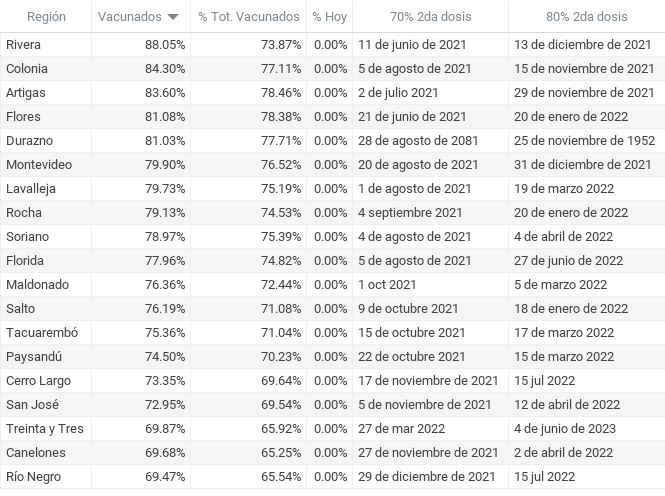 Región Vacunados % Tot. Vacunados % Hoy 70% 2da dosis 80% 2da dosis
Rivera 88.05% 73.87% 0.00% 11 de junio de 2021 13 de diciembre de 2021
Colonia 84.30% 77.11% 0.00% 5 de agosto de 2021 15 de noviembre de 2021
Artigas 83.60% 78.46% 0.00% 2 de julio 2021 29 de noviembre de 2021
Flores 81.08% 78.38% 0.00% 21 de junio de 2021 20 de enero de 2022
Durazno 81.03% 77.71% 0.00% 28 de agosto de 2081 25 de noviembre de 1952
Montevideo 79.90% 76.52% 0.00% 20 de agosto de 2021 31 de diciembre de 2021
Lavalleja 79.73% 75.19% 0.00% 1 de agosto de 2021 19 de marzo 2022
Rocha 79.13% 74.53% 0.00% 4 septiembre 2021 20 de enero de 2022
Soriano 78.97% 75.39% 0.00% 4 de agosto de 2021 4 de abril de 2022
Florida 77.96% 74.82% 0.00% 5 de agosto de 2021 27 de junio de 2022
Maldonado 76.36% 72.44% 0.00% 1 oct 2021 5 de marzo 2022
Salto 76.19% 71.08% 0.00% 9 de octubre 2021 18 de enero de 2022
Tacuarembó 75.36% 71.04% 0.00% 15 de octubre 2021 17 de marzo 2022
Paysandú 74.50% 70.23% 0.00% 22 de octubre 2021 15 de marzo 2022
Cerro Largo 73.35% 69.64% 0.00% 17 de noviembre de 2021 15 jul 2022
San José 72.95% 69.54% 0.00% 5 de noviembre de 2021 12 de abril de 2022
Treinta y Tres 69.87% 65.92% 0.00% 27 de mar 2022 4 de junio de 2023
Canelones 69.68% 65.25% 0.00% 27 de noviembre de 2021 2 de abril de 2022
Río Negro 69.47% 65.54% 0.00% 29 de diciembre de 2021 15 jul 2022